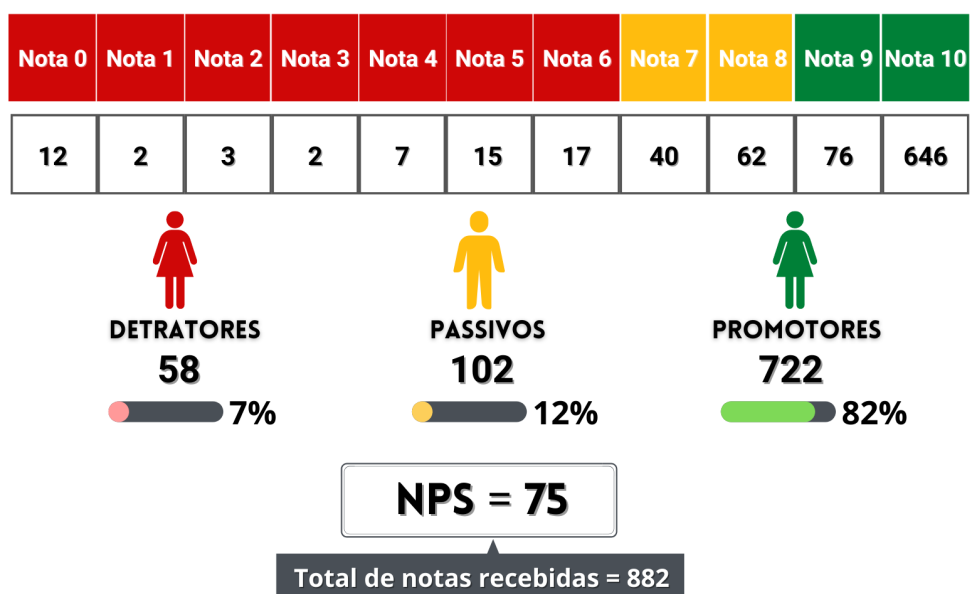 Nota 0 Nota 1 Nota 2 Nota 3 Nota 4 Nota 5 Nota 6 Nota 7 Nota 8 Nota 9 Nota 10
12 2 3 2 7 15 17 40 62 76 646
DETRATORES PASSIVOS PROMOTORES
58 102 722
7% 12% 82%
NPS = 75
Total de notas recebidas = 882